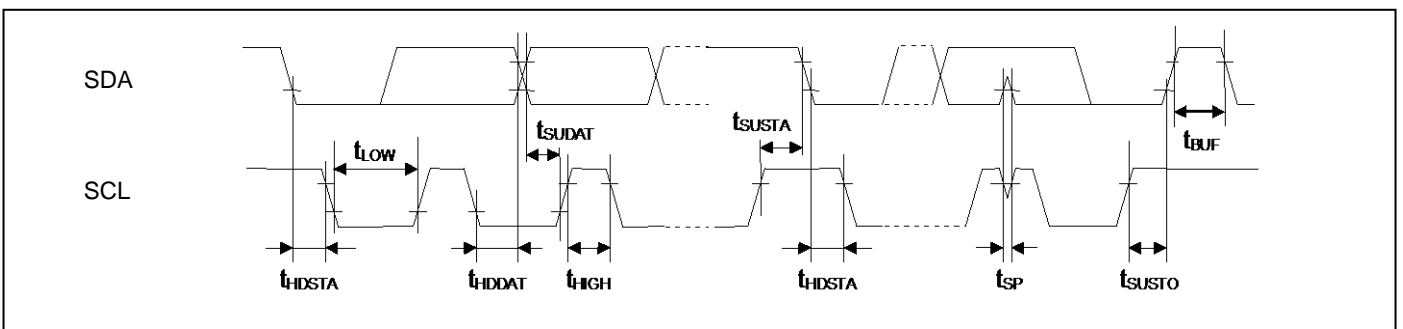 SDA
tSUDAT
tSUSTA
tBUF
tLOW
SCL
tHDSTA
tHDDAT
tHIGH
tHDSTA
tSP
tSUSTO